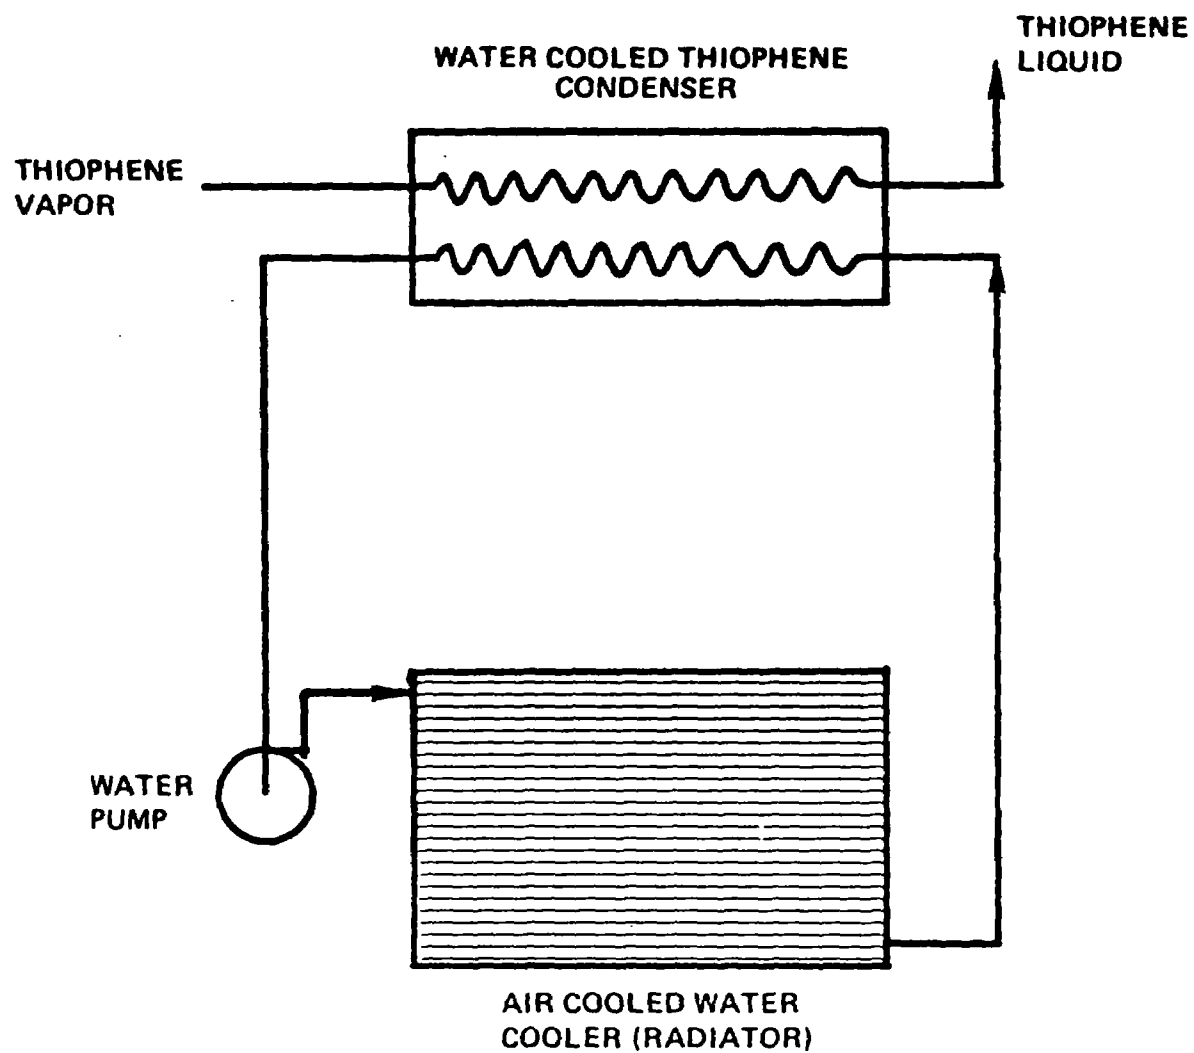 THIOPHENE
LIQUID
WATER COOLED THIOPHENE
CONDENSER
THIOPHENE
VAPOR
WATER
PUMP
AIR COOLED WATER
COOLER (RADIATOR)